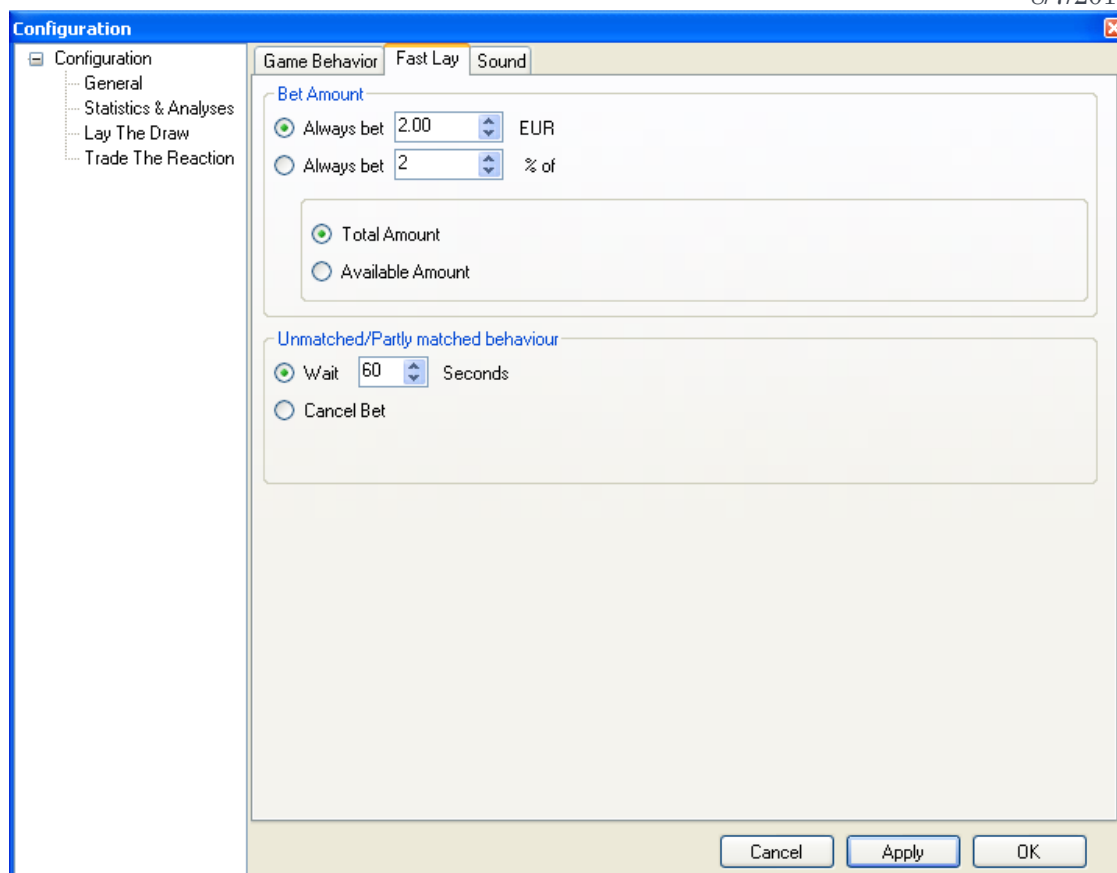 Configuration
Configuration
General
Statistics & Analyses
Lay The Draw
Trade The Reaction
Game Behavior Fast Lay Sound
Bet Amount
Always bet 2.00 EUR
Always bet 2 % of
Total Amount
Available Amount
Unmatched/Partly matched behaviour
Wait 60 Seconds
Cancel Bet
Cancel Apply OK